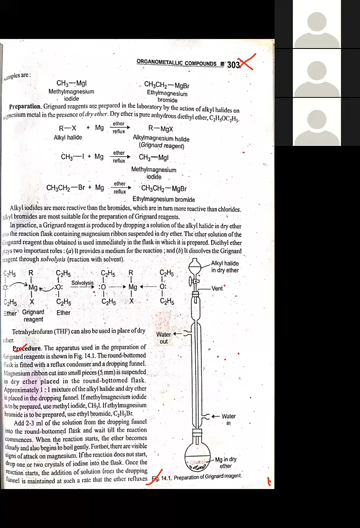 ORGANOMETALLIC COMPOUNDS 303
amples are :
CH₃—MgI CH₃CH₂—MgBr
Methylmagnesium iodide Ethylmagnesium bromide
Preparation. Grignard reagents are prepared in the laboratory by the action of alkyl halides on
magnesium metal in the presence of dry ether. Dry ether is pure anhydrous diethyl ether, C₂H₅OC₂H₅.
R—X + Mg ether reflux R—MgX
Alkyl halide Alkylmagnesium halide
(Grignard reagent)
CH₃—I + Mg ether reflux CH₃—MgI
Methylmagnesium
iodide
CH₃CH₂—Br + Mg ether reflux CH₃CH₂—MgBr
Ethylmagnesium bromide
Alkyl iodides are more reactive than the bromides, which are in turn more reactive than chlorides.
Alkyl bromides are most suitable for the preparation of Grignard reagents.
In practice, a Grignard reagent is produced by dropping a solution of the alkyl halide in dry ether
into the reaction flask containing magnesium ribbon suspended in dry ether. The ether solution of the
Grignard reagent thus obtained is used immediately in the flask in which it is prepared. Diethyl ether
plays two important roles : (a) It provides a medium for the reaction ; and (b) It dissolves the Grignard
reagent through solvolysis (reaction with solvent).
C₂H₅ R C₂H₅ C₂H₅ R C₂H₅
:O: Mg :O: Solvolysis :O Mg O:
C₂H₅ X C₂H₅ C₂H₅ X C₂H₅
Ether Grignard reagent Ether
Tetrahydrofuran (THF) can also be used in place of dry
ether.
Procedure. The apparatus used in the preparation of
Grignard reagents is shown in Fig. 14.1. The round-bottomed
flask is fitted with a reflux condenser and a dropping funnel.
Magnesium ribbon cut into small pieces (5 mm) is suspended
in dry ether placed in the round-bottomed flask.
Approximately 1 : 1 mixture of the alkyl halide and dry ether
is placed in the dropping funnel. If methylmagnesium iodide
is to be prepared, use methyl iodide, CH₃I. If ethylmagnesium
bromide is to be prepared, use ethyl bromide, C₂H₅Br.
Add 2-3 ml of the solution from the dropping funnel
into the round-bottomed flask and wait till the reaction
commences. When the reaction starts, the ether becomes
cloudy and also begins to boil gently. Further, there are visible
signs of attack on magnesium. If the reaction does not start,
drop one or two crystals of iodine into the flask. Once the
reaction starts, the addition of solution from the dropping
funnel is maintained at such a rate that the ether refluxes
Alkyl halide
in dry ether
Vent
Water
out
Water
in
Mg in dry
ether
Fig. 14.1. Preparation of Grignard reagent.